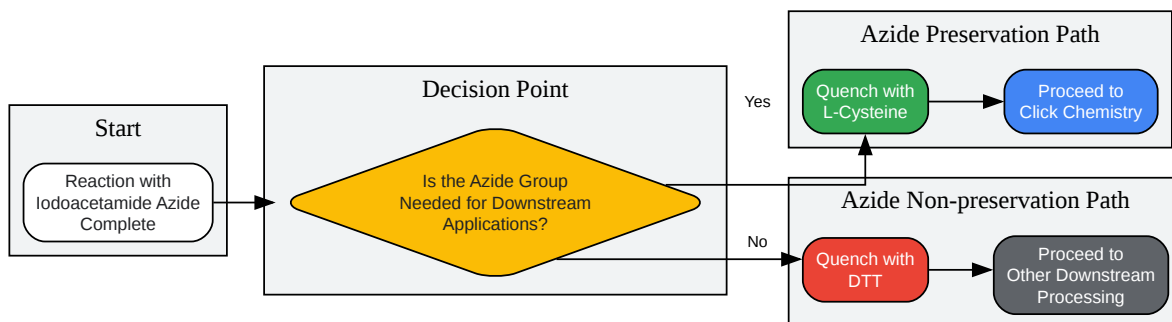 Start
Reaction with
Iodoacetamide Azide
Complete
Decision Point
Is the Azide Group
Needed for Downstream
Applications?
Yes
Azide Preservation Path
Quench with
L-Cysteine
Proceed to
Click Chemistry
No
Azide Non-preservation Path
Quench with
DTT
Proceed to
Other Downstream
Processing